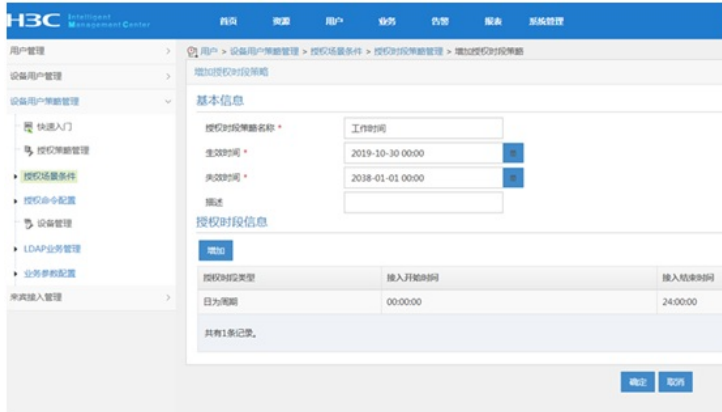 H3C Intelligent Management Center
首页 资源 用户 业务 告警 报表 系统管理
用户管理
设备用户管理
设备用户策略管理
快速入门
授权策略管理
授权场景条件
授权命令配置
设备管理
LDAP业务管理
业务参数配置
来宾接入管理
用户 > 设备用户策略管理 > 授权场景条件 > 授权时段策略管理 > 增加授权时段策略
增加授权时段策略
基本信息
授权时段策略名称 * 工作时间
生效时间 * 2019-10-30 00:00
失效时间 * 2038-01-01 00:00
描述
授权时段信息
增加
授权时段类型 接入开始时间 接入结束时间
日为周期 00:00:00 24:00:00
共有1条记录。
确定 取消